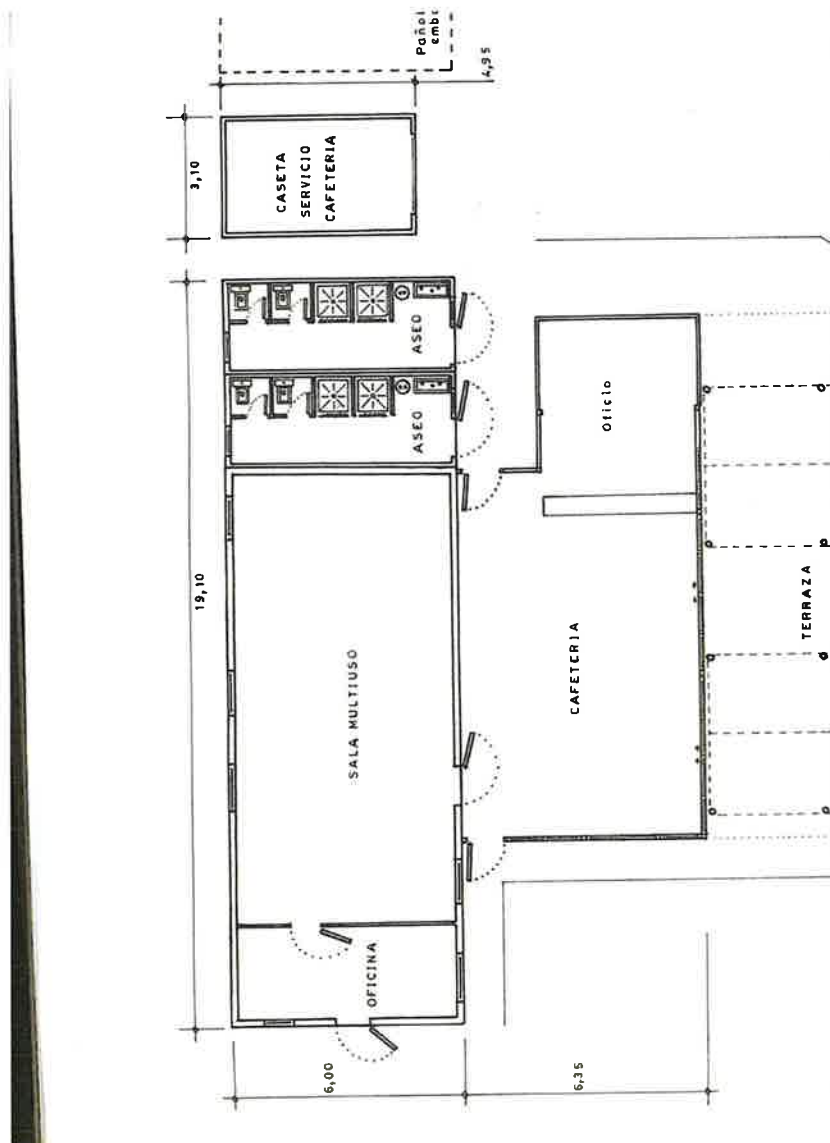 Pañol
emb
4,95
3,10
CASETA
SERVICIO
CAFETERIA
19,10
ASEO
ASEO
Oficio
SALA MULTIUSO
CAFETERIA
TERRAZA
OFICINA
6,00
6,35